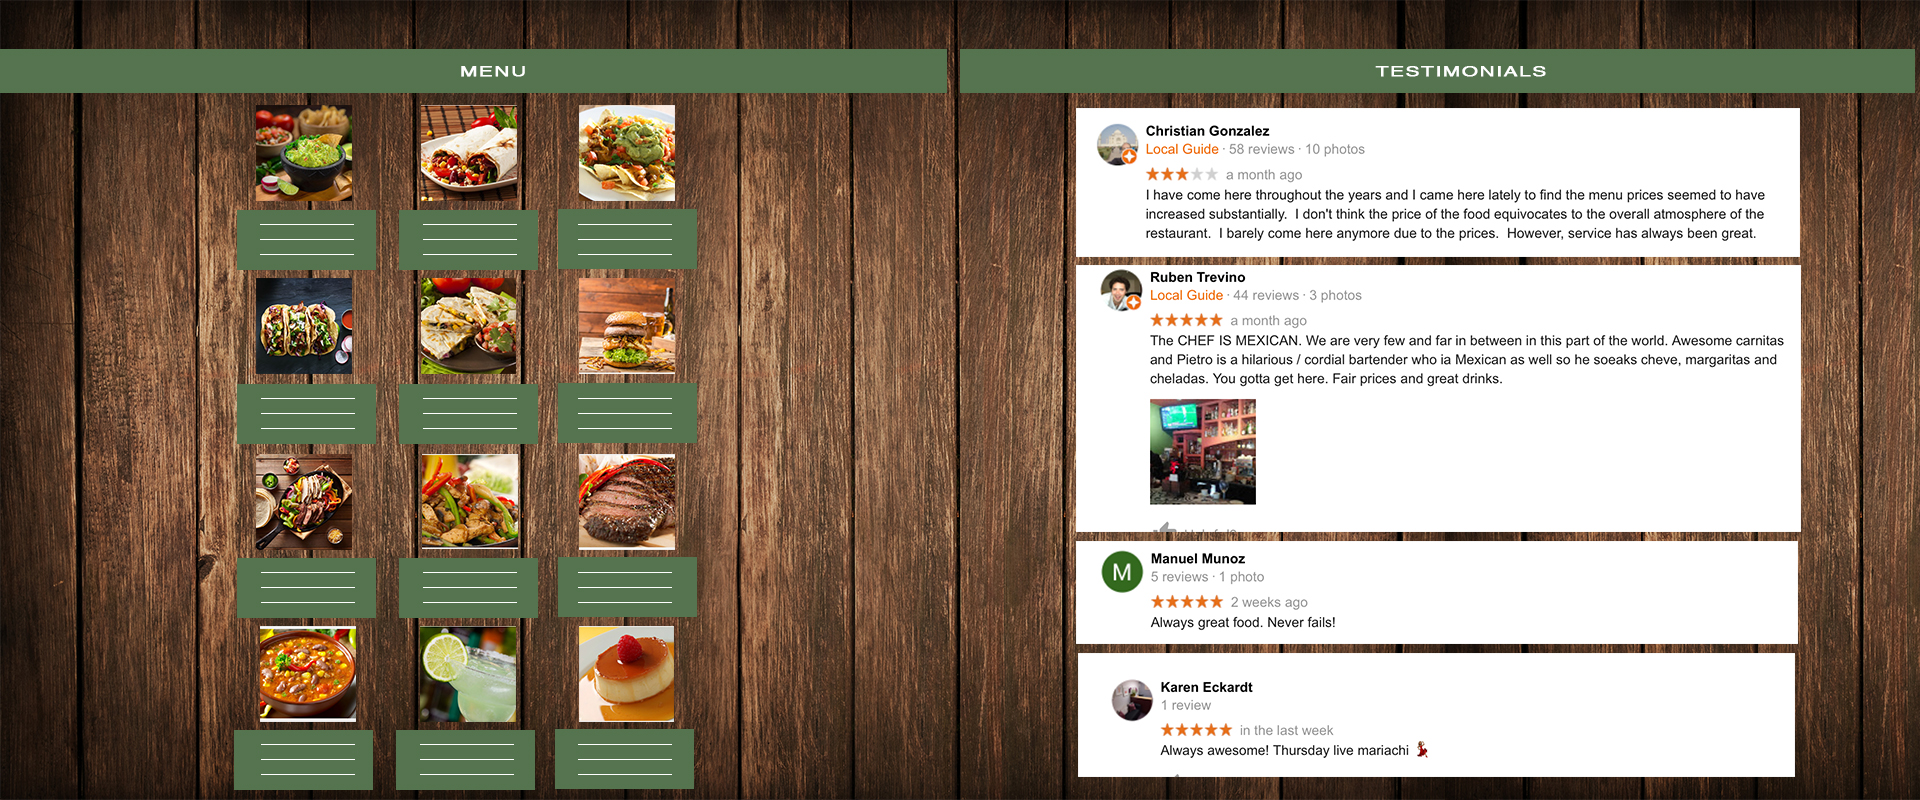 MENU
TESTIMONIALS
Christian Gonzalez
Local Guide · 58 reviews · 10 photos
a month ago
I have come here throughout the years and I came here lately to find the menu prices seemed to have
increased substantially.  I don't think the price of the food equivocates to the overall atmosphere of the
restaurant.  I barely come here anymore due to the prices.  However, service has always been great.
Ruben Trevino
Local Guide · 44 reviews · 3 photos
a month ago
The CHEF IS MEXICAN. We are very few and far in between in this part of the world. Awesome carnitas
and Pietro is a hilarious / cordial bartender who ia Mexican as well so he soeaks cheve, margaritas and
cheladas. You gotta get here. Fair prices and great drinks.
M
Manuel Munoz
5 reviews · 1 photo
2 weeks ago
Always great food. Never fails!
Karen Eckardt
1 review
in the last week
Always awesome! Thursday live mariachi 💃